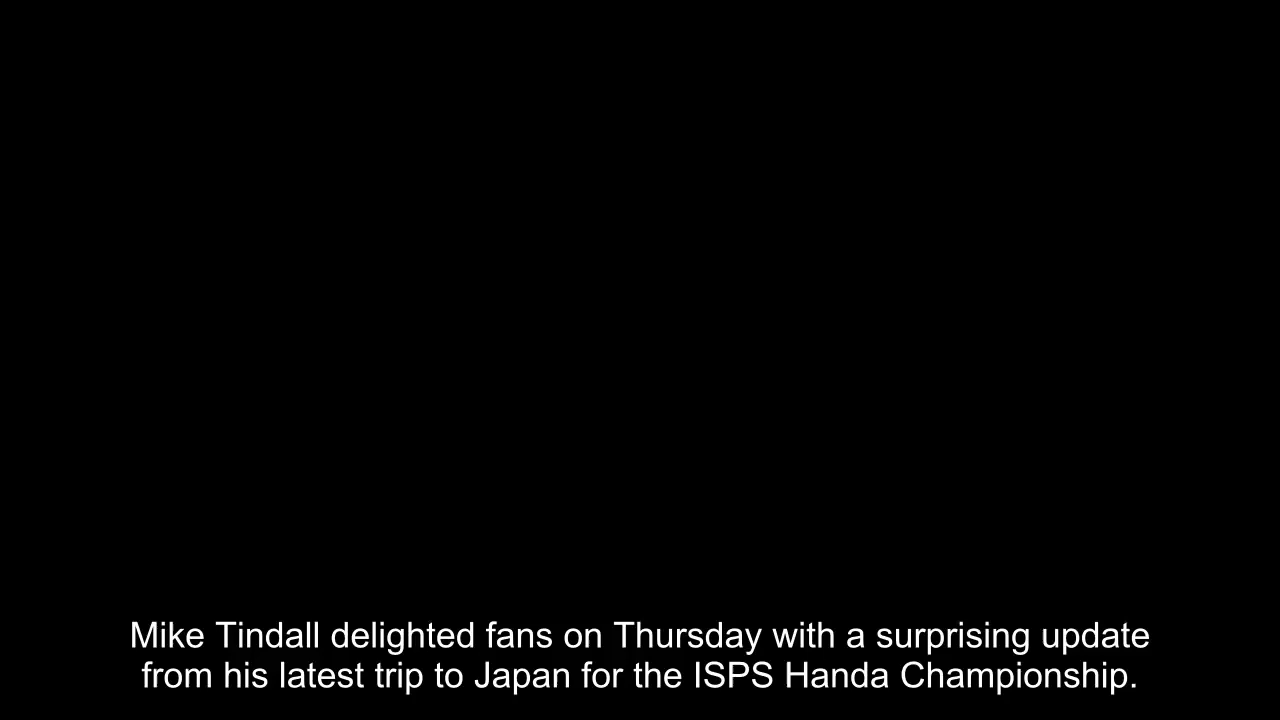 Mike Tindall delighted fans on Thursday with a surprising update
from his latest trip to Japan for the ISPS Handa Championship.